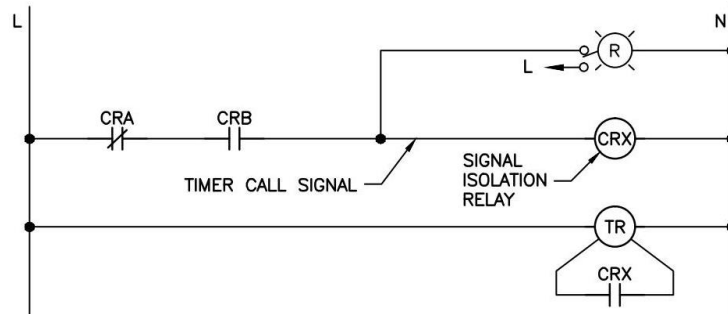 L
N
R
L
CRA
CRB
CRX
TIMER CALL SIGNAL
SIGNAL
ISOLATION
RELAY
TR
CRX